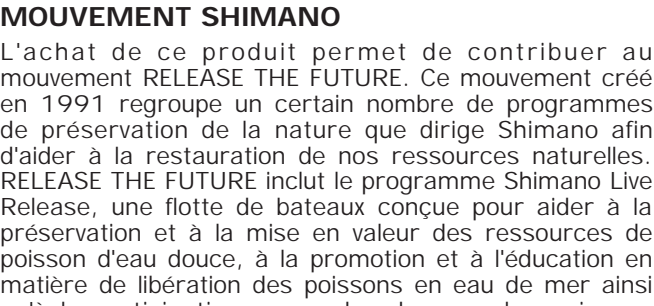 MOUVEMENT SHIMANO
L'achat de ce produit permet de contribuer au
mouvement RELEASE THE FUTURE. Ce mouvement créé
en 1991 regroupe un certain nombre de programmes
de préservation de la nature que dirige Shimano afin
d'aider à la restauration de nos ressources naturelles.
RELEASE THE FUTURE inclut le programme Shimano Live
Release, une flotte de bateaux conçue pour aider à la
préservation et à la mise en valeur des ressources de
poisson d'eau douce, à la promotion et à l'éducation en
matière de libération des poissons en eau de mer ainsi